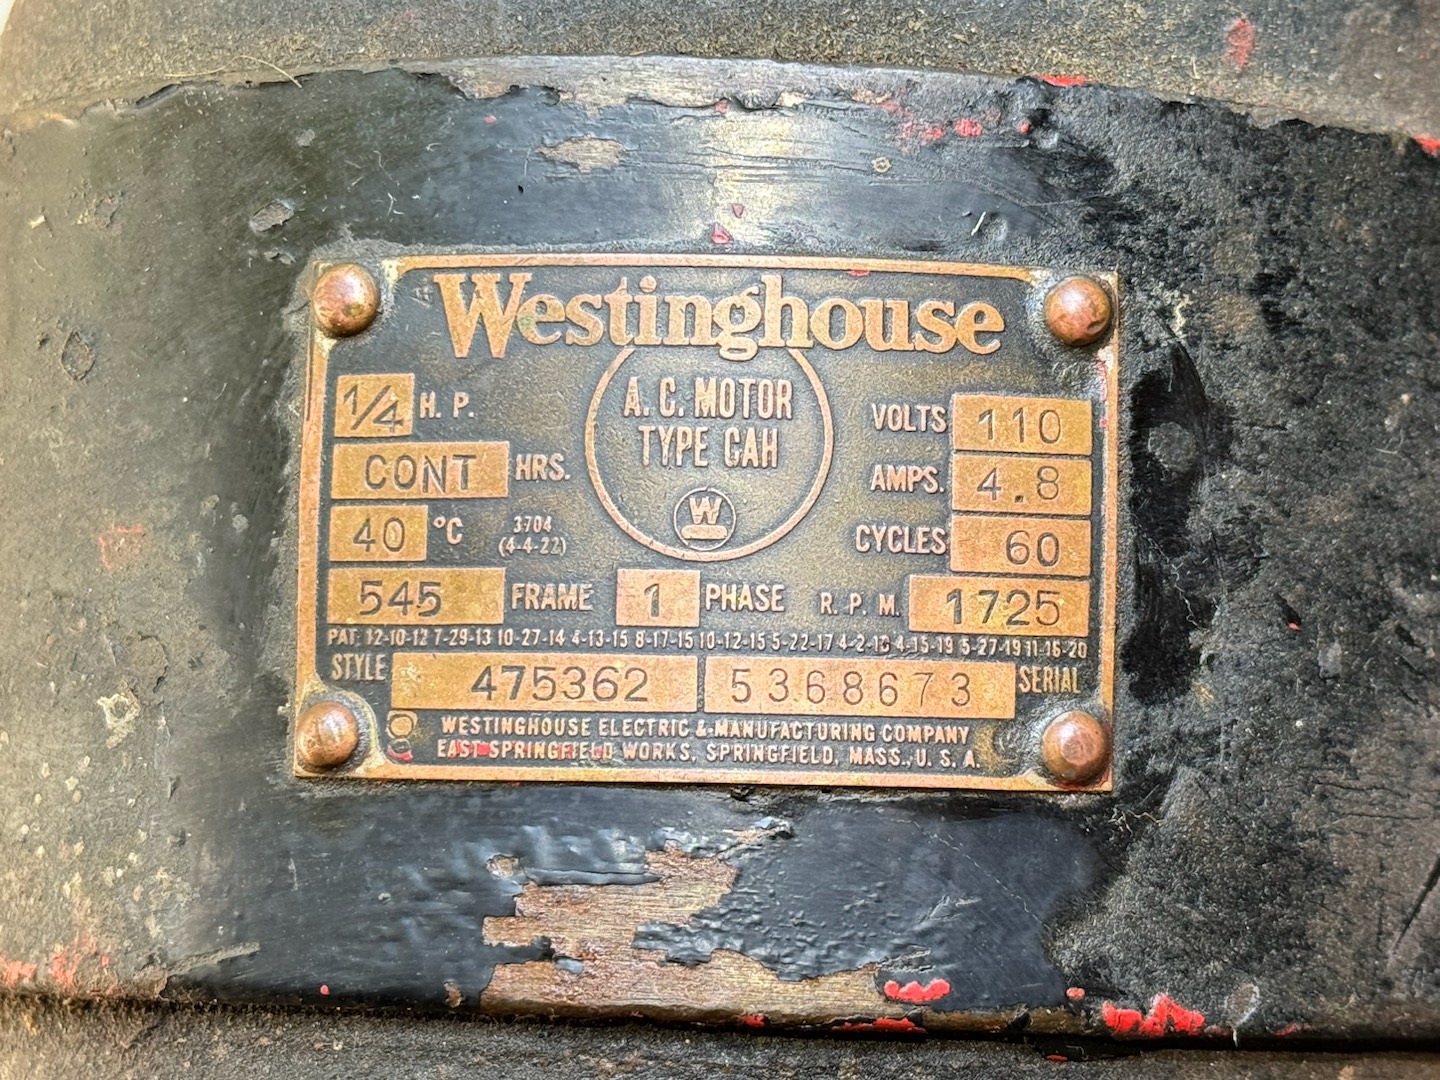 Westinghouse
A. C. MOTOR
TYPE CAH
W
1/4 H. P.
CONT HRS.
40 °C
3704
(4-4-22)
VOLTS 110
AMPS. 4.8
CYCLES 60
545 FRAME 1 PHASE R. P. M. 1725
PAT. 12-10-12 7-29-13 10-27-14 4-13-15 8-17-15 10-12-15 5-22-17 4-2-18 4-15-19 5-27-19 11-16-20
STYLE 475362 5368673 SERIAL
WESTINGHOUSE ELECTRIC & MANUFACTURING COMPANY
EAST SPRINGFIELD WORKS, SPRINGFIELD, MASS., U. S. A.